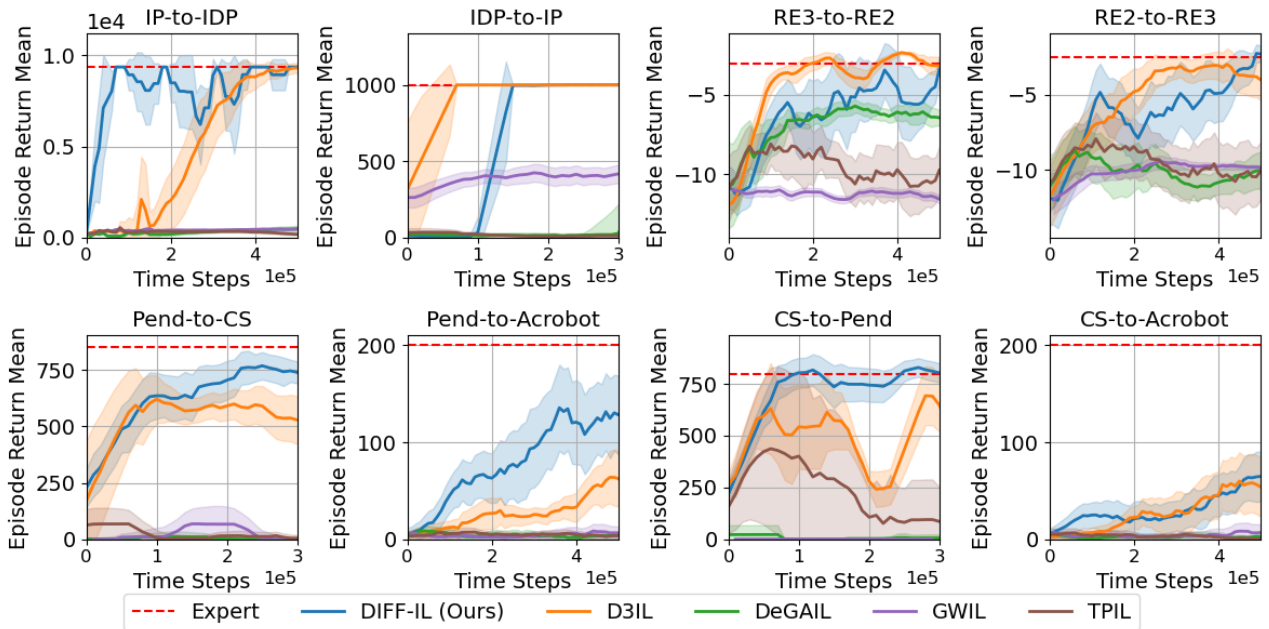 IP-to-IDP
IDP-to-IP
RE3-to-RE2
RE2-to-RE3
1e4
Episode Return Mean
1.0
0.5
0.0
0
2
4
1e5
Time Steps
Episode Return Mean
1000
500
0
0
1
2
3
1e5
Time Steps
Episode Return Mean
−5
−10
0
2
4
1e5
Time Steps
Episode Return Mean
−5
−10
0
2
4
1e5
Time Steps
Pend-to-CS
Pend-to-Acrobot
CS-to-Pend
CS-to-Acrobot
Episode Return Mean
750
500
250
0
0
1
2
3
1e5
Time Steps
Episode Return Mean
200
100
0
0
2
4
1e5
Time Steps
Episode Return Mean
750
500
250
0
0
1
2
3
1e5
Time Steps
Episode Return Mean
200
100
0
0
2
4
1e5
Time Steps
Expert
DIFF-IL (Ours)
D3IL
DeGAIL
GWIL
TPIL